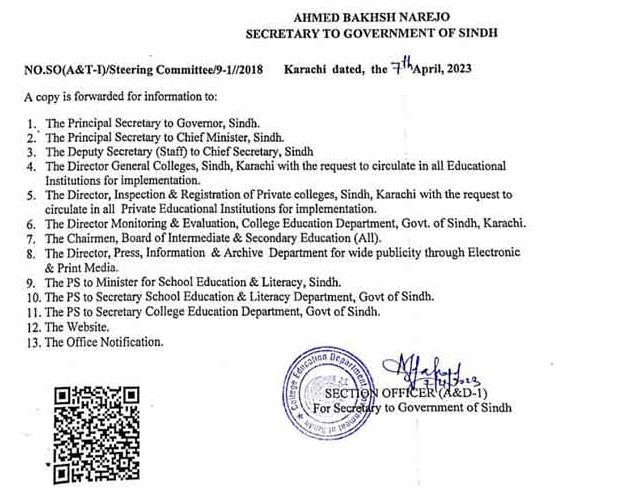 AHMED BAKHSH NAREJO
SECRETARY TO GOVERNMENT OF SINDH
NO.SO(A&T-I)/Steering Committee/9-1//2018 Karachi dated, the 7th April, 2023
A copy is forwarded for information to:
1. The Principal Secretary to Governor, Sindh.
2. The Principal Secretary to Chief Minister, Sindh.
3. The Deputy Secretary (Staff) to Chief Secretary, Sindh
4. The Director General Colleges, Sindh, Karachi with the request to circulate in all Educational
Institutions for implementation.
5. The Director, Inspection & Registration of Private colleges, Sindh, Karachi with the request to
circulate in all Private Educational Institutions for implementation.
6. The Director Monitoring & Evaluation, College Education Department, Govt. of Sindh, Karachi.
7. The Chairmen, Board of Intermediate & Secondary Education (All).
8. The Director, Press, Information & Archive Department for wide publicity through Electronic
& Print Media.
9. The PS to Minister for School Education & Literacy, Sindh.
10. The PS to Secretary School Education & Literacy Department, Govt of Sindh.
11. The PS to Secretary College Education Department, Govt of Sindh.
12. The Website.
13. The Office Notification.
College Education Department
7/4/2023
SECTION OFFICER (A&D-1)
For Secretary to Government of Sindh